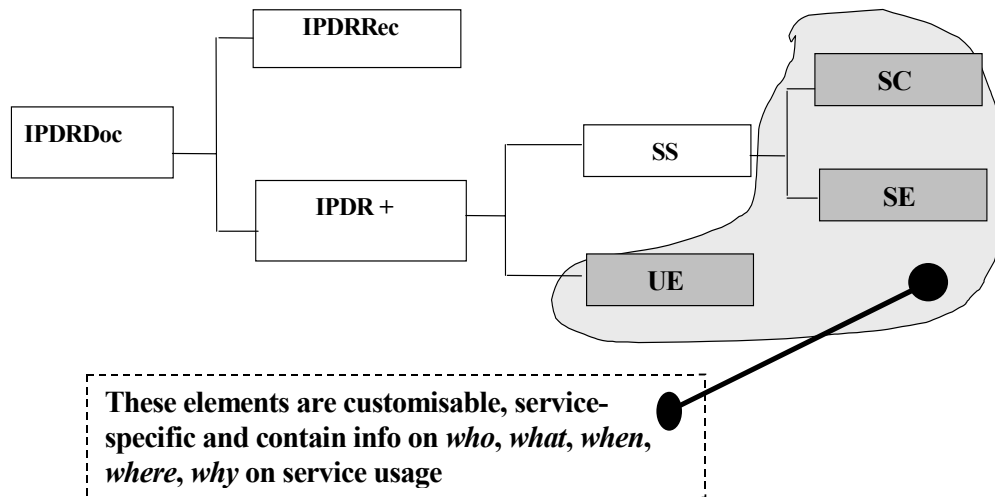 IPDRRec
SC
IPDRDoc
SS
SE
IPDR +
UE
These elements are customisable, service-
specific and contain info on who, what, when,
where, why on service usage